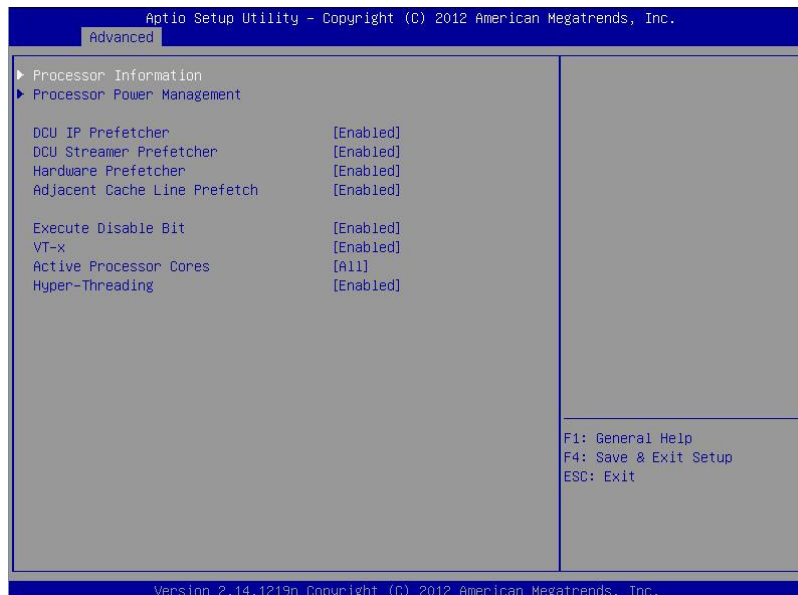 Aptio Setup Utility – Copyright (C) 2012 American Megatrends, Inc.
Advanced
Processor Information
Processor Power Management
DCU IP Prefetcher [Enabled]
DCU Streamer Prefetcher [Enabled]
Hardware Prefetcher [Enabled]
Adjacent Cache Line Prefetch [Enabled]
Execute Disable Bit [Enabled]
VT-x [Enabled]
Active Processor Cores [All]
Hyper-Threading [Enabled]
F1: General Help
F4: Save & Exit Setup
ESC: Exit
Version 2.14.1219n Copyright (C) 2012 American Megatrends, Inc.